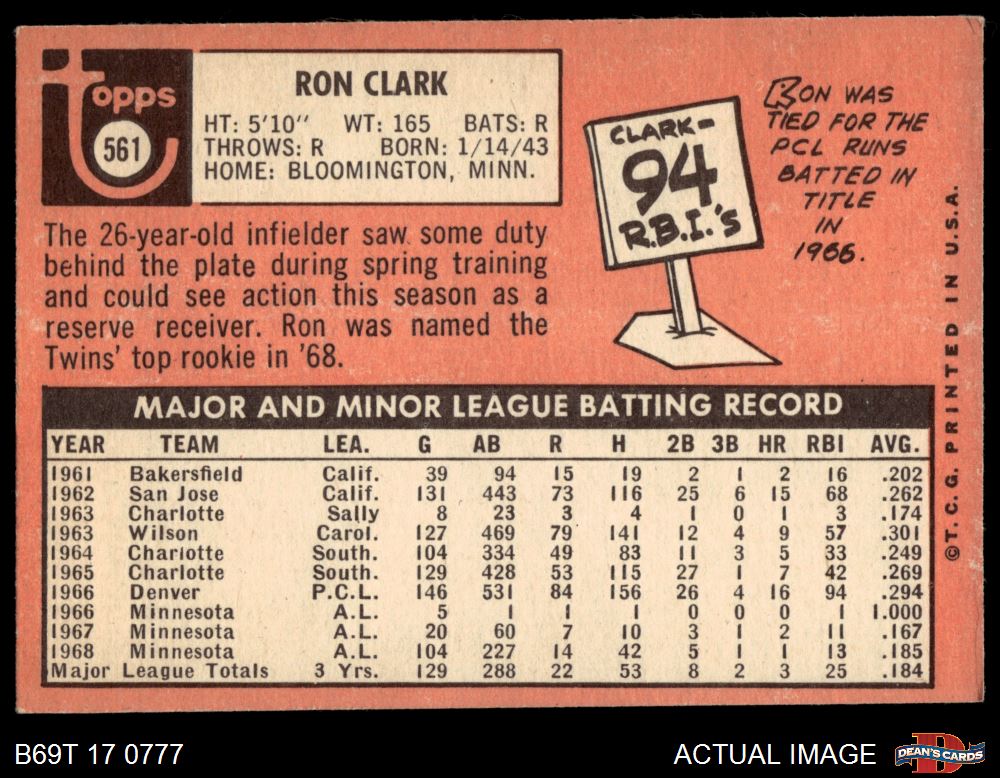 Topps
561
RON CLARK
HT: 5'10" WT: 165 BATS: R
THROWS: R BORN: 1/14/43
HOME: BLOOMINGTON, MINN.
The 26-year-old infielder saw some duty
behind the plate during spring training
and could see action this season as a
reserve receiver. Ron was named the
Twins' top rookie in '68.
CLARK-
94
R.B.I.'S
RON WAS
TIED FOR THE
PCL RUNS
BATTED IN
TITLE
IN
1966.
MAJOR AND MINOR LEAGUE BATTING RECORD
YEAR TEAM LEA. G AB R H 2B 3B HR RBI AVG.
1961 Bakersfield Calif. 39 94 15 19 2 1 2 16 .202
1962 San Jose Calif. 131 443 73 116 25 6 15 68 .262
1963 Charlotte Sally 8 23 3 4 1 0 1 3 .174
1963 Wilson Carol. 127 469 79 141 12 4 9 57 .301
1964 Charlotte South. 104 334 49 83 11 3 5 33 .249
1965 Charlotte South. 129 428 53 115 27 1 7 42 .269
1966 Denver P.C.L. 146 531 84 156 26 4 16 94 .294
1966 Minnesota A.L. 5 1 1 1 0 0 0 1 1.000
1967 Minnesota A.L. 20 60 7 10 3 1 2 11 .167
1968 Minnesota A.L. 104 227 14 42 5 1 1 13 .185
Major League Totals 3 Yrs. 129 288 22 53 8 2 3 25 .184
©T.C.G. PRINTED IN U.S.A.
B69T 17 0777
ACTUAL IMAGE
DEAN'S CARDS